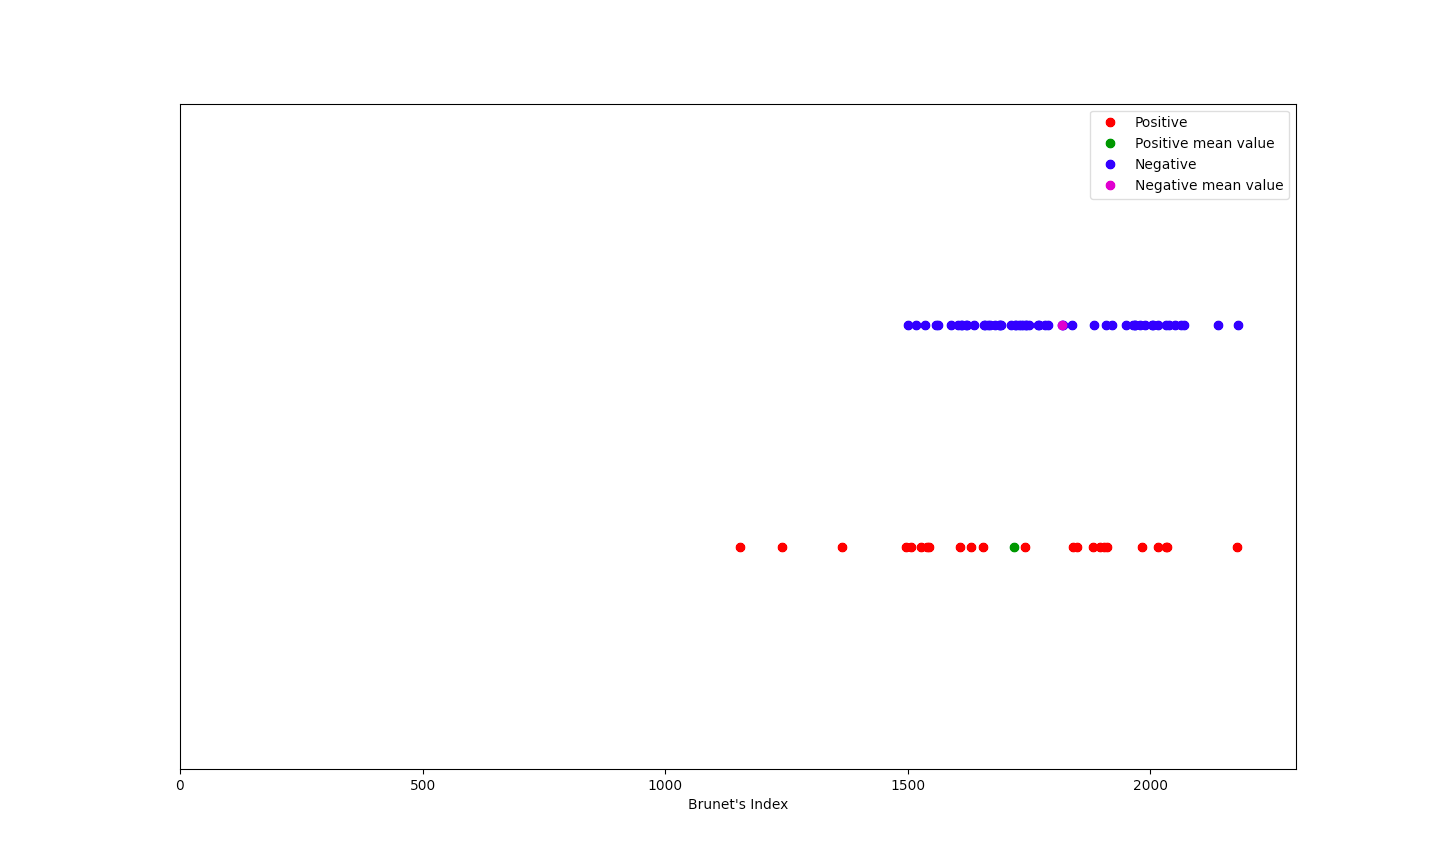 Positive
Positive mean value
Negative
Negative mean value
0 500 1000 1500 2000
Brunet's Index